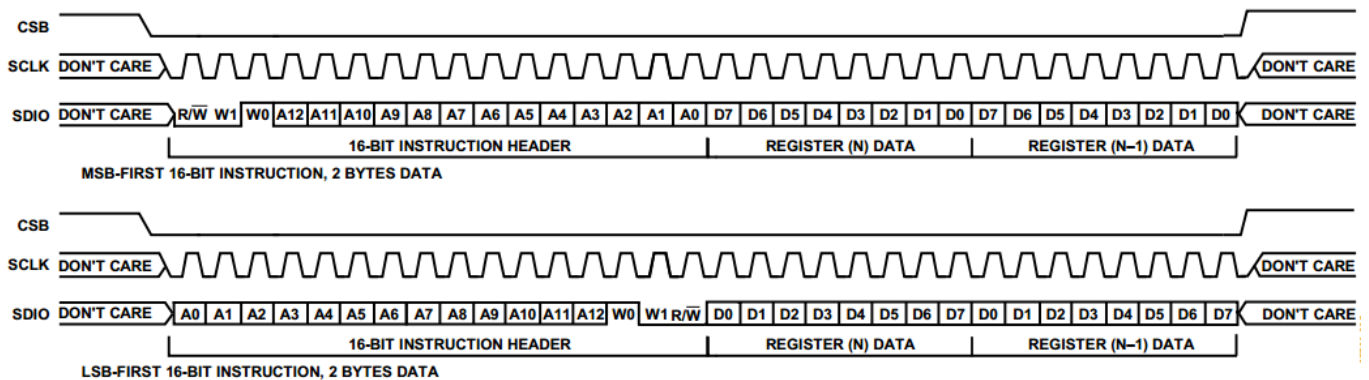 CSB
SCLK DON'T CARE DON'T CARE
SDIO DON'T CARE R/W̅ W1 W0 A12 A11 A10 A9 A8 A7 A6 A5 A4 A3 A2 A1 A0 D7 D6 D5 D4 D3 D2 D1 D0 D7 D6 D5 D4 D3 D2 D1 D0 DON'T CARE
16-BIT INSTRUCTION HEADER REGISTER (N) DATA REGISTER (N–1) DATA
MSB-FIRST 16-BIT INSTRUCTION, 2 BYTES DATA
CSB
SCLK DON'T CARE DON'T CARE
SDIO DON'T CARE A0 A1 A2 A3 A4 A5 A6 A7 A8 A9 A10 A11 A12 W0 W1 R/W̅ D0 D1 D2 D3 D4 D5 D6 D7 D0 D1 D2 D3 D4 D5 D6 D7 DON'T CARE
16-BIT INSTRUCTION HEADER REGISTER (N) DATA REGISTER (N–1) DATA
LSB-FIRST 16-BIT INSTRUCTION, 2 BYTES DATA